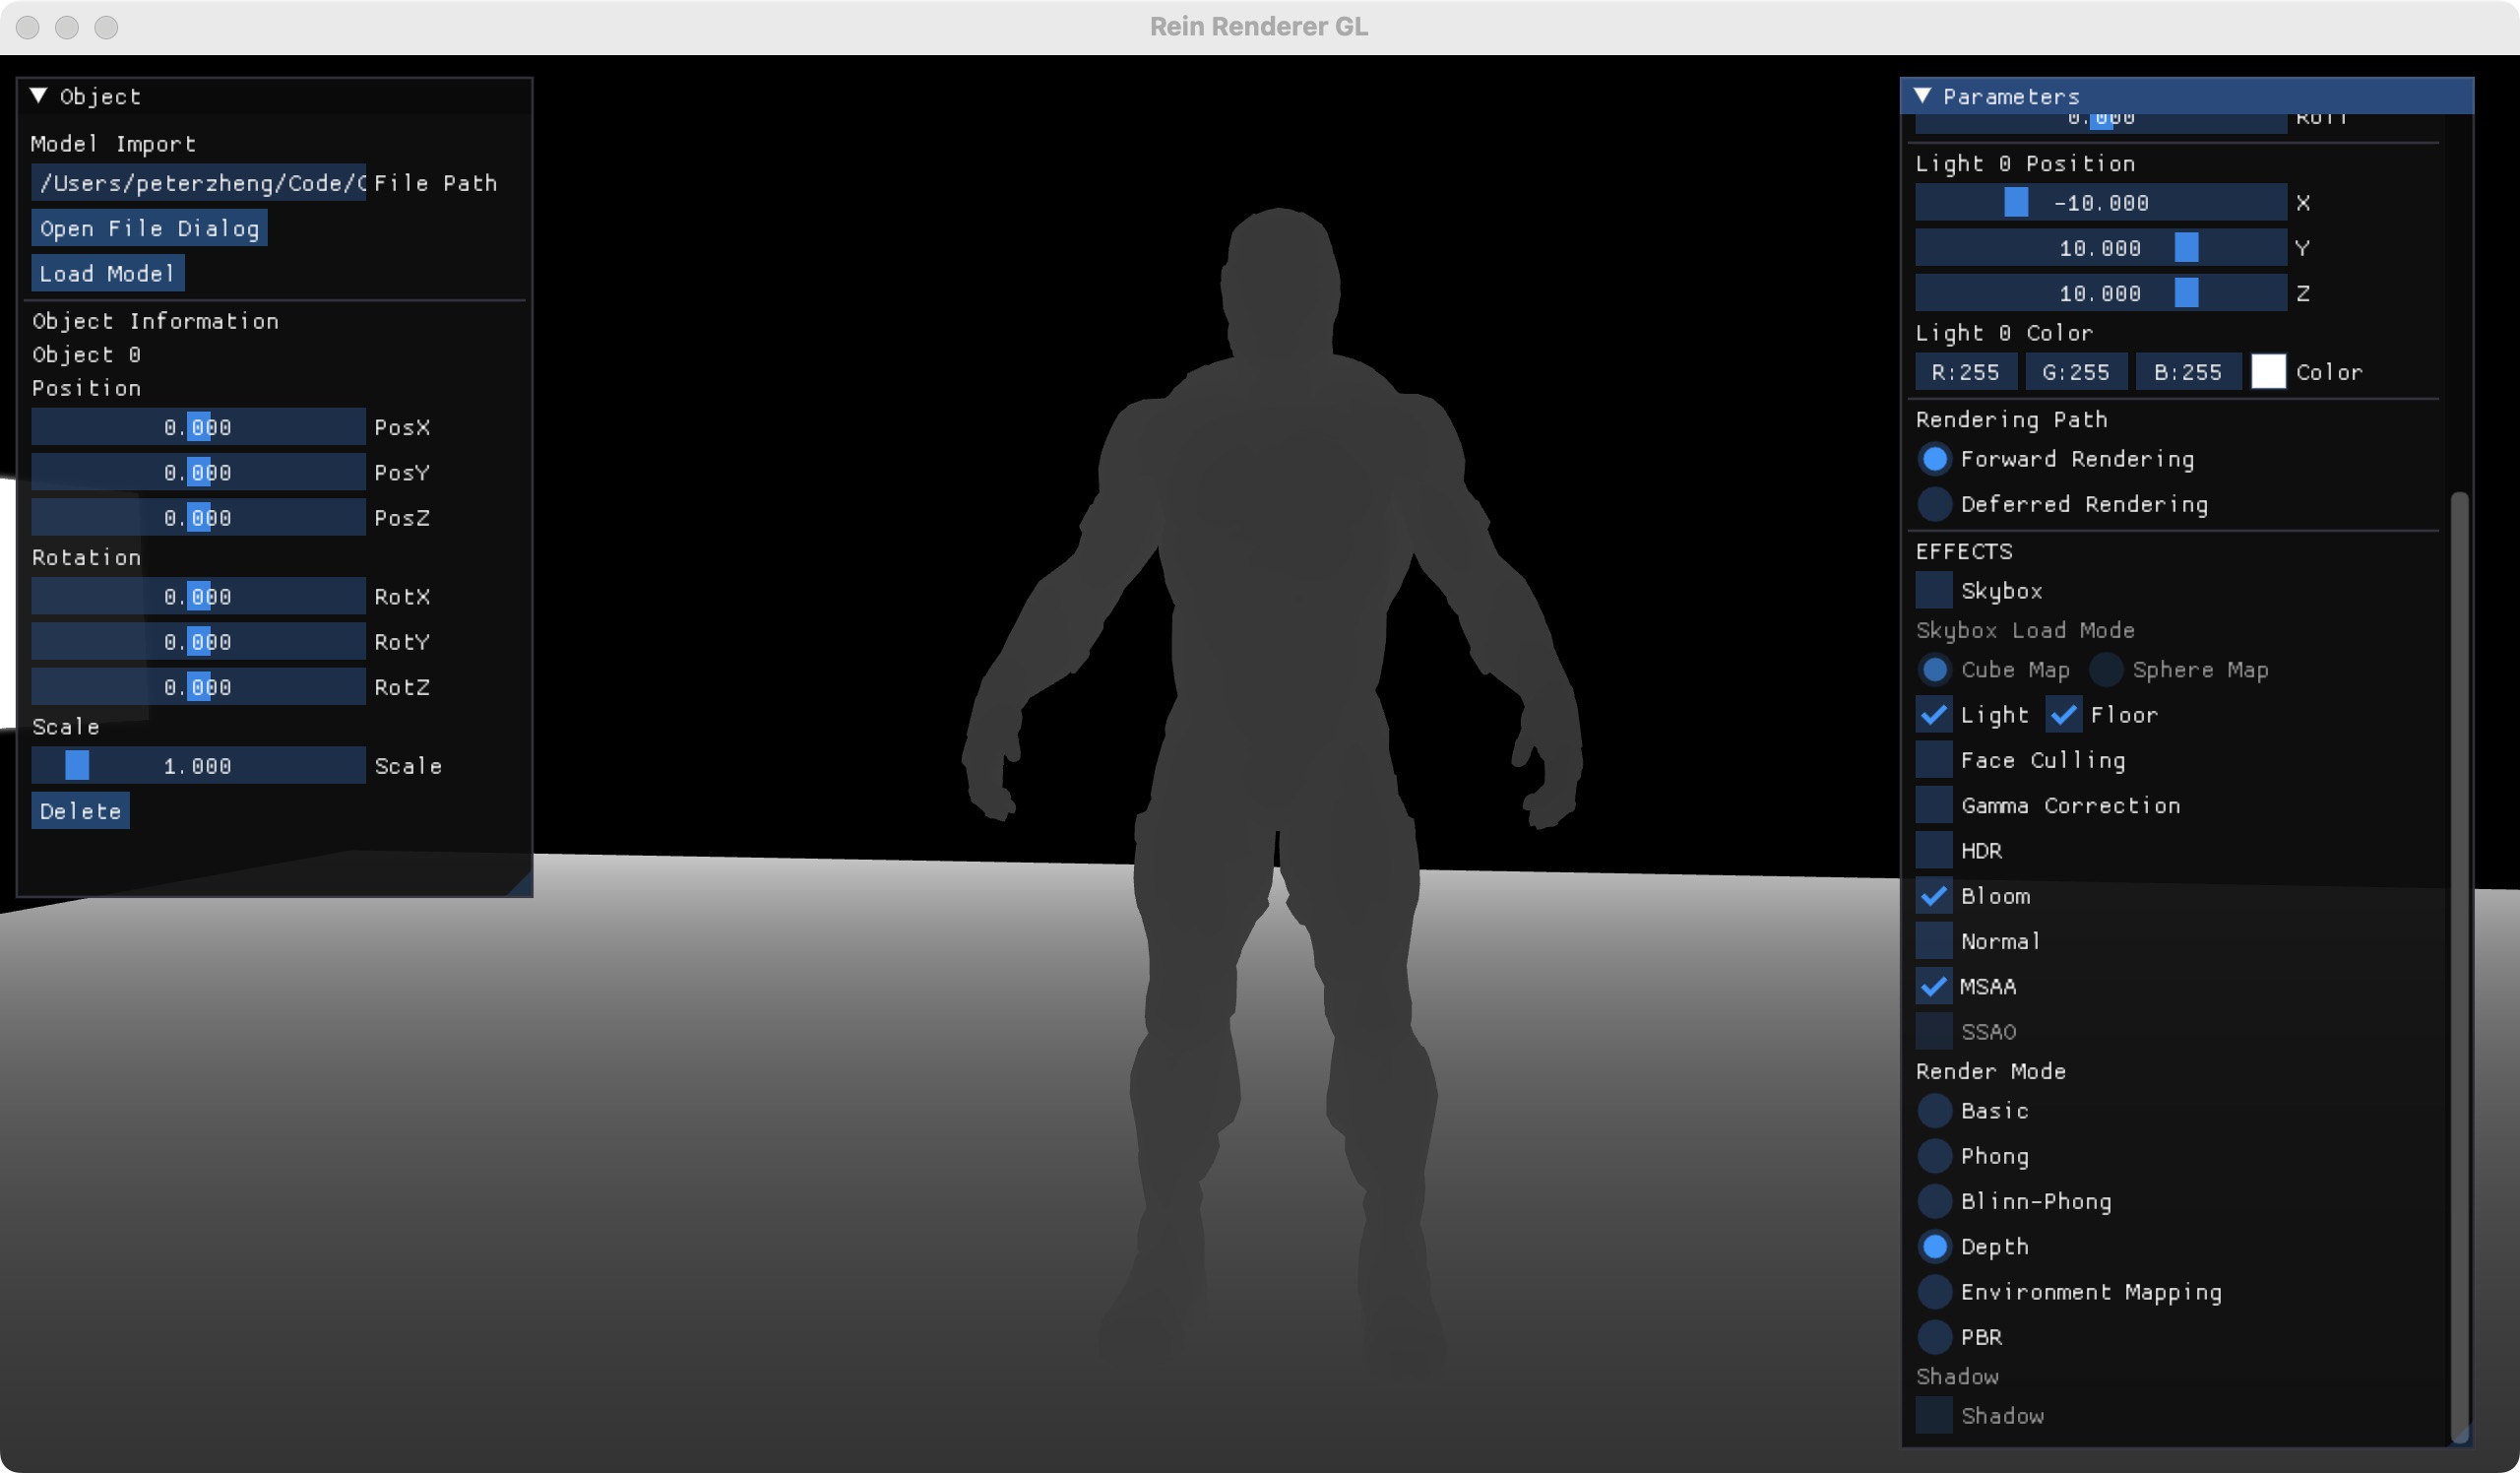 Rein Renderer GL
Object
Model Import
/Users/peterzheng/Code/ File Path
Open File Dialog
Load Model
Object Information
Object 0
Position
0.000 PosX
0.000 PosY
0.000 PosZ
Rotation
0.000 RotX
0.000 RotY
0.000 RotZ
Scale
1.000 Scale
Delete
Parameters
0.000 Roll
Light 0 Position
-10.000 X
10.000 Y
10.000 Z
Light 0 Color
R:255 G:255 B:255 Color
Rendering Path
Forward Rendering
Deferred Rendering
EFFECTS
Skybox
Skybox Load Mode
Cube Map Sphere Map
Light Floor
Face Culling
Gamma Correction
HDR
Bloom
Normal
MSAA
SSAO
Render Mode
Basic
Phong
Blinn-Phong
Depth
Environment Mapping
PBR
Shadow
Shadow